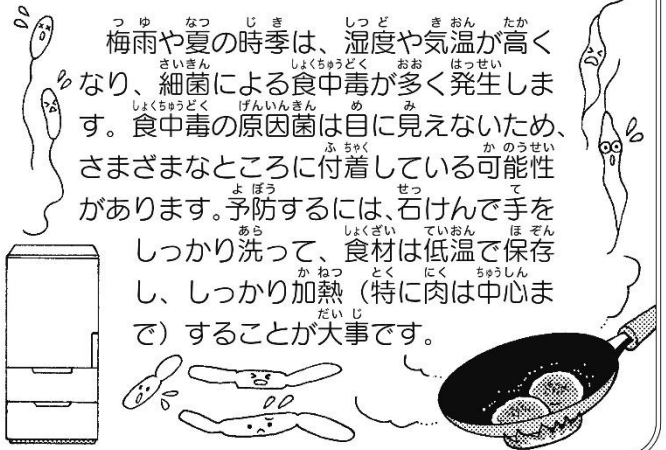 梅雨や夏の時季は、湿度や気温が高く
なり、細菌による食中毒が多く発生しま
す。食中毒の原因菌は目に見えないため、
さまざまなところに付着している可能性
があります。予防するには、石けんで手を
しっかり洗って、食材は低温で保存
し、しっかり加熱（特に肉は中心ま
で）することが大事です。